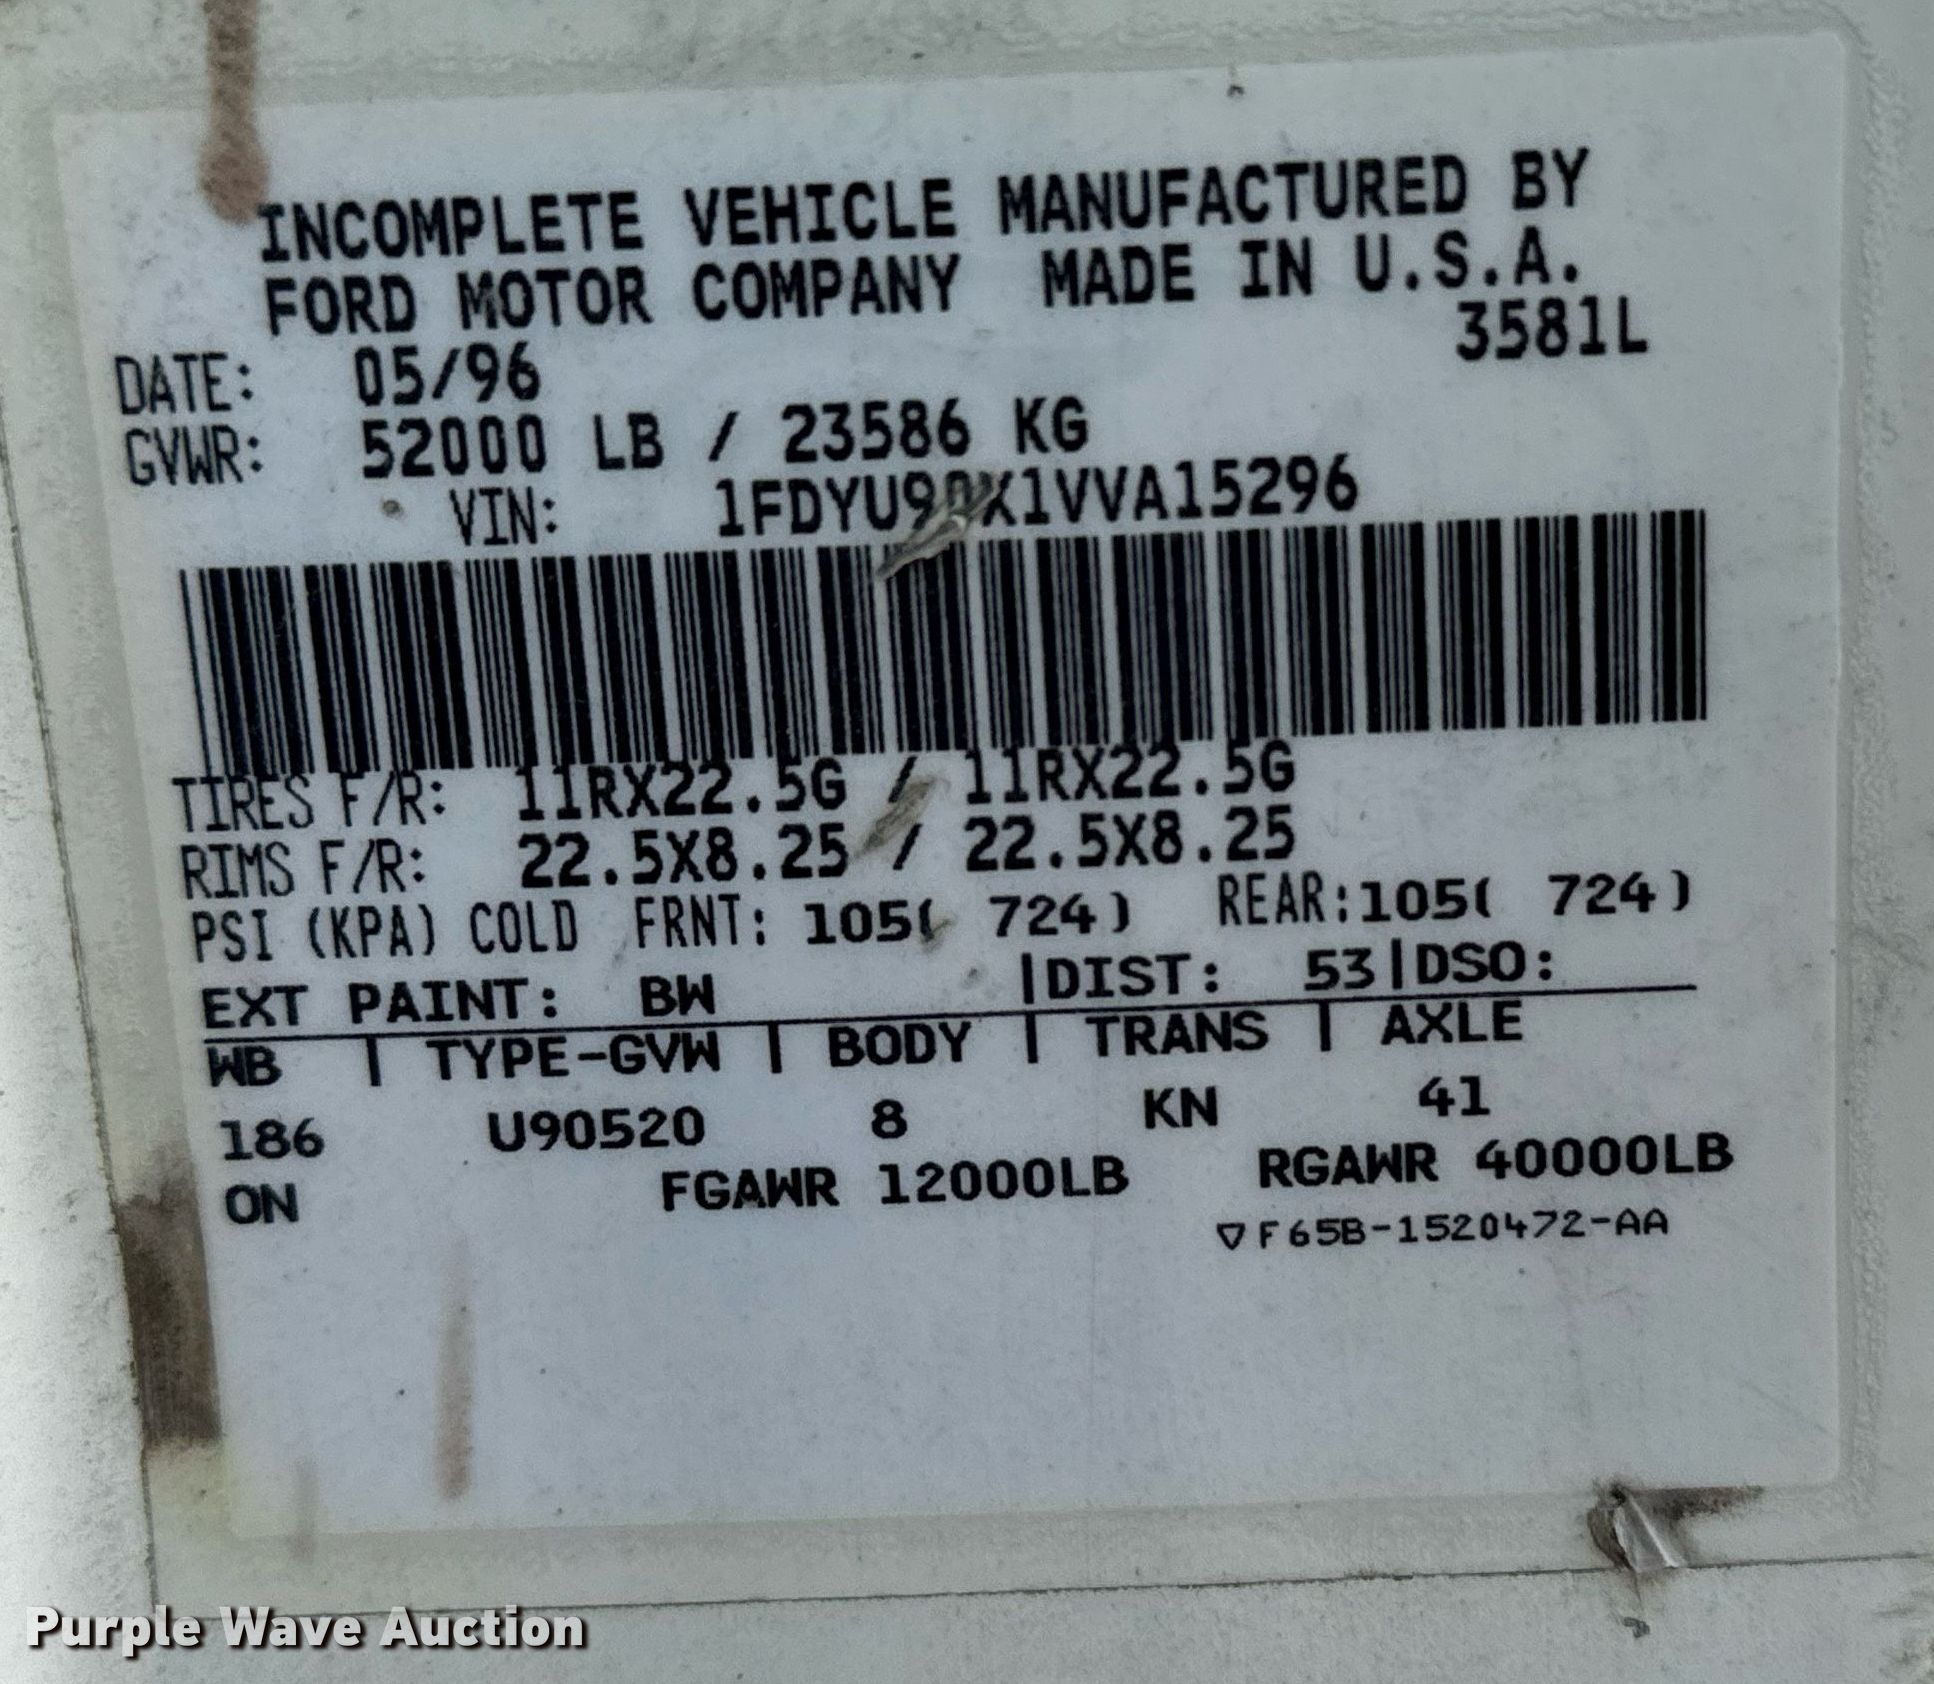 INCOMPLETE VEHICLE MANUFACTURED BY
FORD MOTOR COMPANY MADE IN U.S.A.
3581L
DATE: 05/96
GVWR: 52000 LB / 23586 KG
VIN: 1FDYU90X1VVA15296
TIRES F/R: 11RX22.5G / 11RX22.5G
RIMS F/R: 22.5X8.25 / 22.5X8.25
PSI (KPA) COLD FRNT: 105( 724) REAR:105( 724)
EXT PAINT: BW |DIST: 53|DSO:
WB | TYPE-GVW | BODY | TRANS | AXLE
186 U90520 8 KN 41
ON FGAWR 12000LB RGAWR 40000LB
▽F65B-1520472-AA
Purple Wave Auction